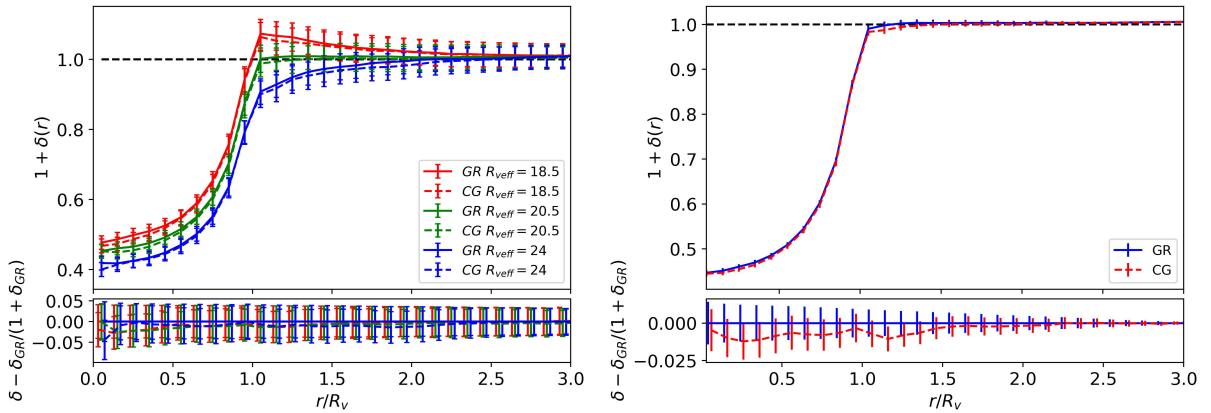 1 + δ(r)
1.0
0.8
0.6
0.4
GR R_veff = 18.5
CG R_veff = 18.5
GR R_veff = 20.5
CG R_veff = 20.5
GR R_veff = 24
CG R_veff = 24
δ − δ_GR/(1 + δ_GR)
0.05
0.00
−0.05
0.0 0.5 1.0 1.5 2.0 2.5 3.0
r/R_v
1 + δ(r)
1.0
0.9
0.8
0.7
0.6
0.5
GR
CG
δ − δ_GR/(1 + δ_GR)
0.000
−0.025
0.5 1.0 1.5 2.0 2.5 3.0
r/R_v